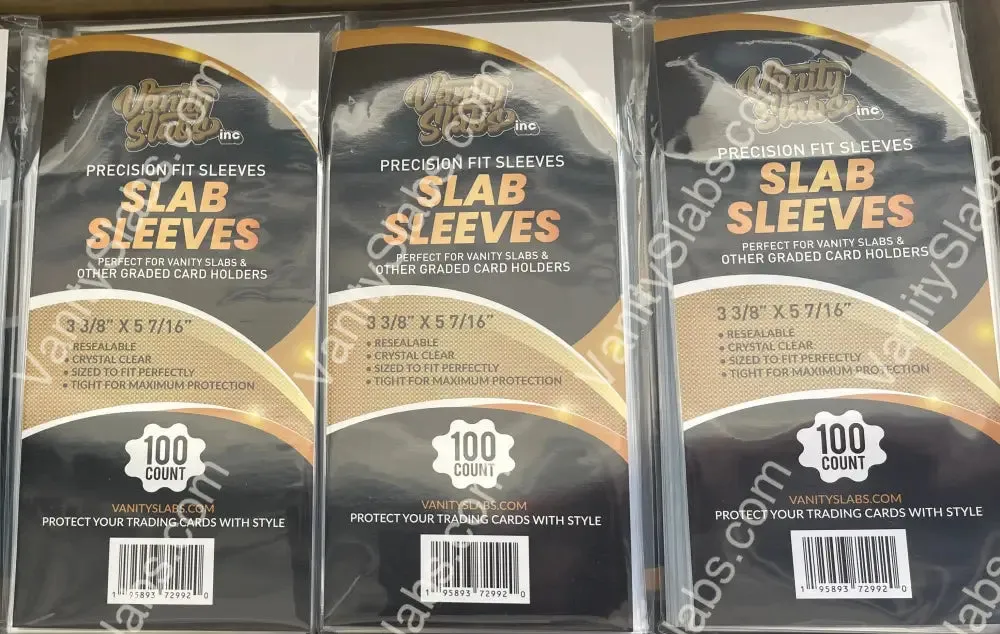 Vanity
Slabs inc
PRECISION FIT SLEEVES
SLAB
SLEEVES
PERFECT FOR VANITY SLABS &
OTHER GRADED CARD HOLDERS
3 3/8" X 5 7/16"
• RESEALABLE
• CRYSTAL CLEAR
• SIZED TO FIT PERFECTLY
• TIGHT FOR MAXIMUM PROTECTION
100
COUNT
VANITYSLABS.COM
PROTECT YOUR TRADING CARDS WITH STYLE
1 95893 72992 0
Vanity
Slabs inc
PRECISION FIT SLEEVES
SLAB
SLEEVES
PERFECT FOR VANITY SLABS &
OTHER GRADED CARD HOLDERS
3 3/8" X 5 7/16"
• RESEALABLE
• CRYSTAL CLEAR
• SIZED TO FIT PERFECTLY
• TIGHT FOR MAXIMUM PROTECTION
100
COUNT
VANITYSLABS.COM
PROTECT YOUR TRADING CARDS WITH STYLE
1 95893 72992 0
Vanity
Slabs inc
PRECISION FIT SLEEVES
SLAB
SLEEVES
PERFECT FOR VANITY SLABS &
OTHER GRADED CARD HOLDERS
3 3/8" X 5 7/16"
• RESEALABLE
• CRYSTAL CLEAR
• SIZED TO FIT PERFECTLY
• TIGHT FOR MAXIMUM PROTECTION
100
COUNT
VANITYSLABS.COM
PROTECT YOUR TRADING CARDS WITH STYLE
1 95893 72992 0
VanitySlabs.com
VanitySlabs.com
VanitySlabs.com